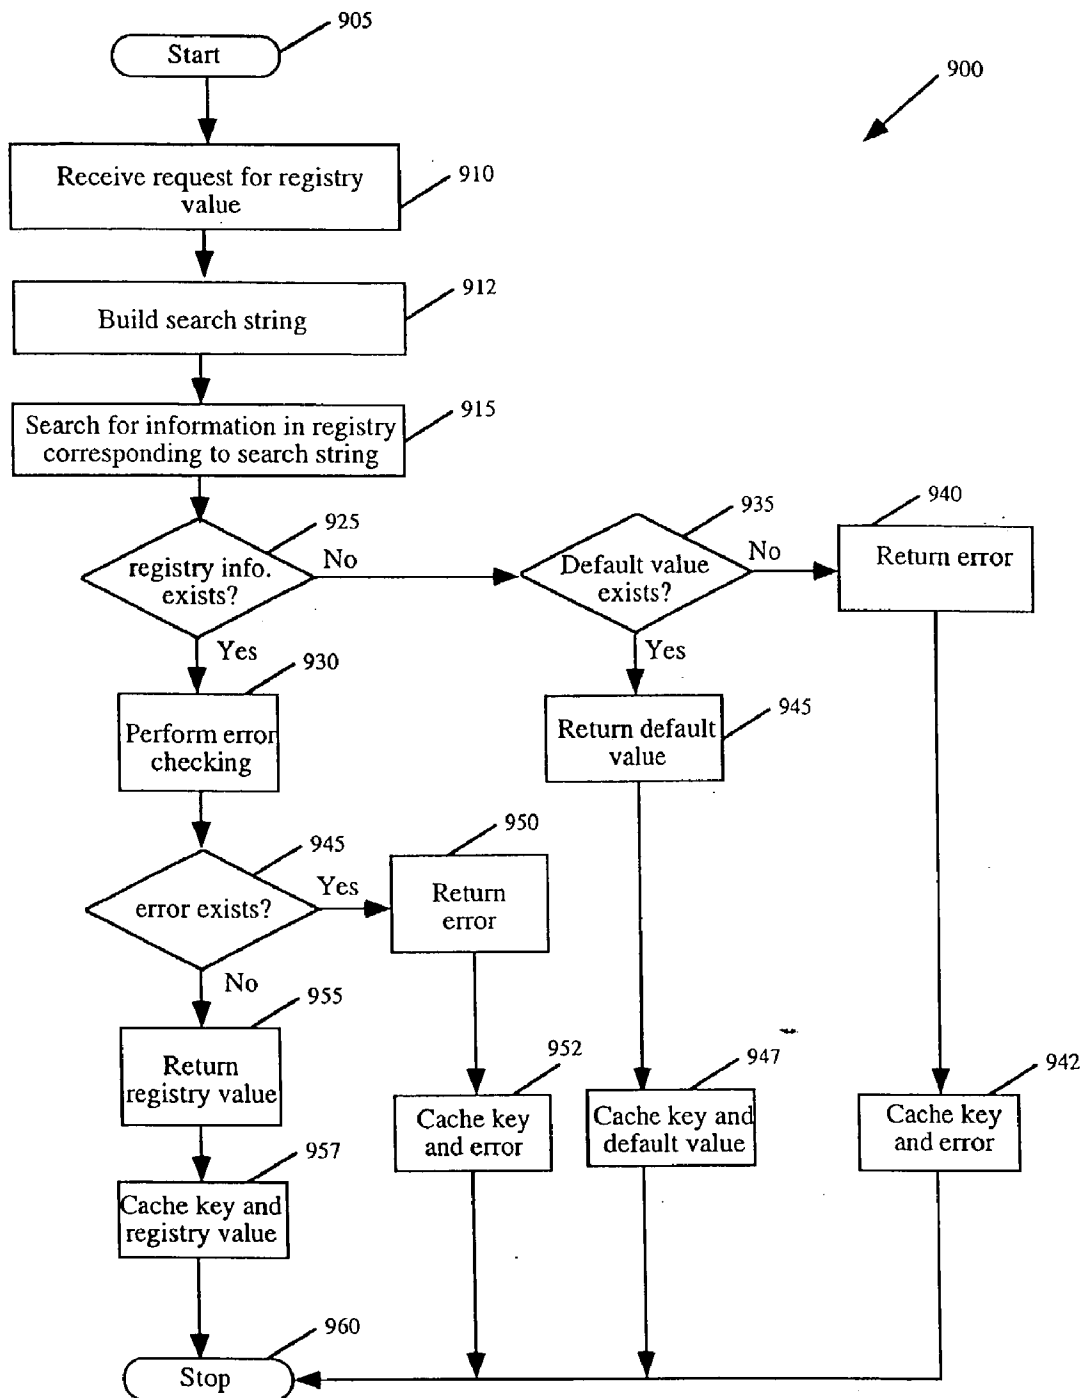 905
Start
900
Receive request for registry
value
910
912
Build search string
915
Search for information in registry
corresponding to search string
925
registry info.
exists?
No
935
Default value
exists?
No
940
Return error
Yes
930
Perform error
checking
Yes
945
Return default
value
945
error exists?
Yes
950
Return
error
No
955
Return
registry value
952
Cache key
and error
947
Cache key and
default value
942
Cache key
and error
957
Cache key and
registry value
960
Stop